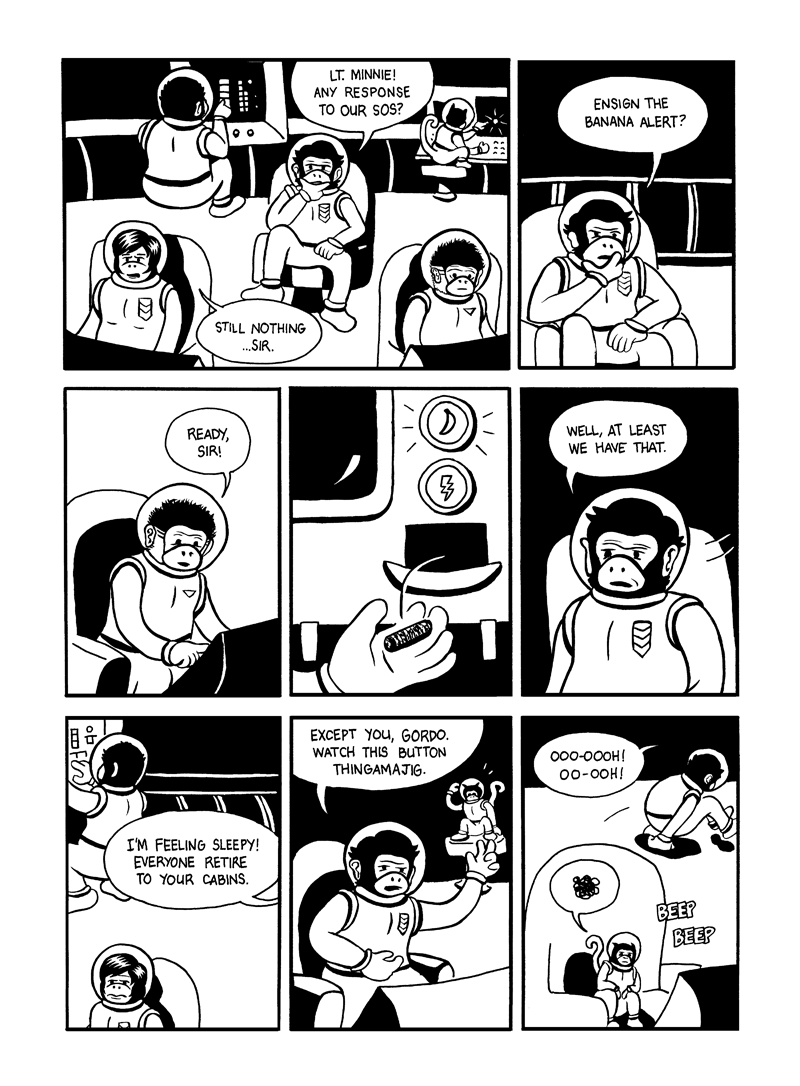 LT. MINNIE!
ANY RESPONSE
TO OUR SOS?
STILL NOTHING
...SIR.
ENSIGN THE
BANANA ALERT?
READY,
SIR!
WELL, AT LEAST
WE HAVE THAT.
I'M FEELING SLEEPY!
EVERYONE RETIRE
TO YOUR CABINS.
EXCEPT YOU, GORDO.
WATCH THIS BUTTON
THINGAMAJIG.
OOO-OOOH!
OO-OOH!
BEEP
BEEP